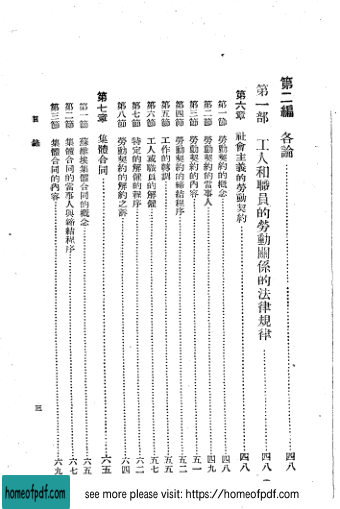 第二編 各論……四八
第一部 工人和職員的勞動關係的法律規律……四八
第六章 社會主義的勞動契約……四八
第一節 勞動契約的概念……四八
第二節 勞動契約的當事人……四九
第三節 勞動契約的內容……五一
第四節 勞動契約的締結程序……五二
第五節 工作的轉調……五五
第六節 工人或職員的解僱……五七
第七節 特定的解僱的程序……六二
第八節 勞動契約的解約之訴……六四
第七章 集體合同……六五
第一節 蘇維埃集體合同的概念……六五
第二節 集體合同的當事人與締結程序……六七
第三節 集體合同的內容……六九
目錄 三
homeofpdf.com
see more please visit: https://homeofpdf.com